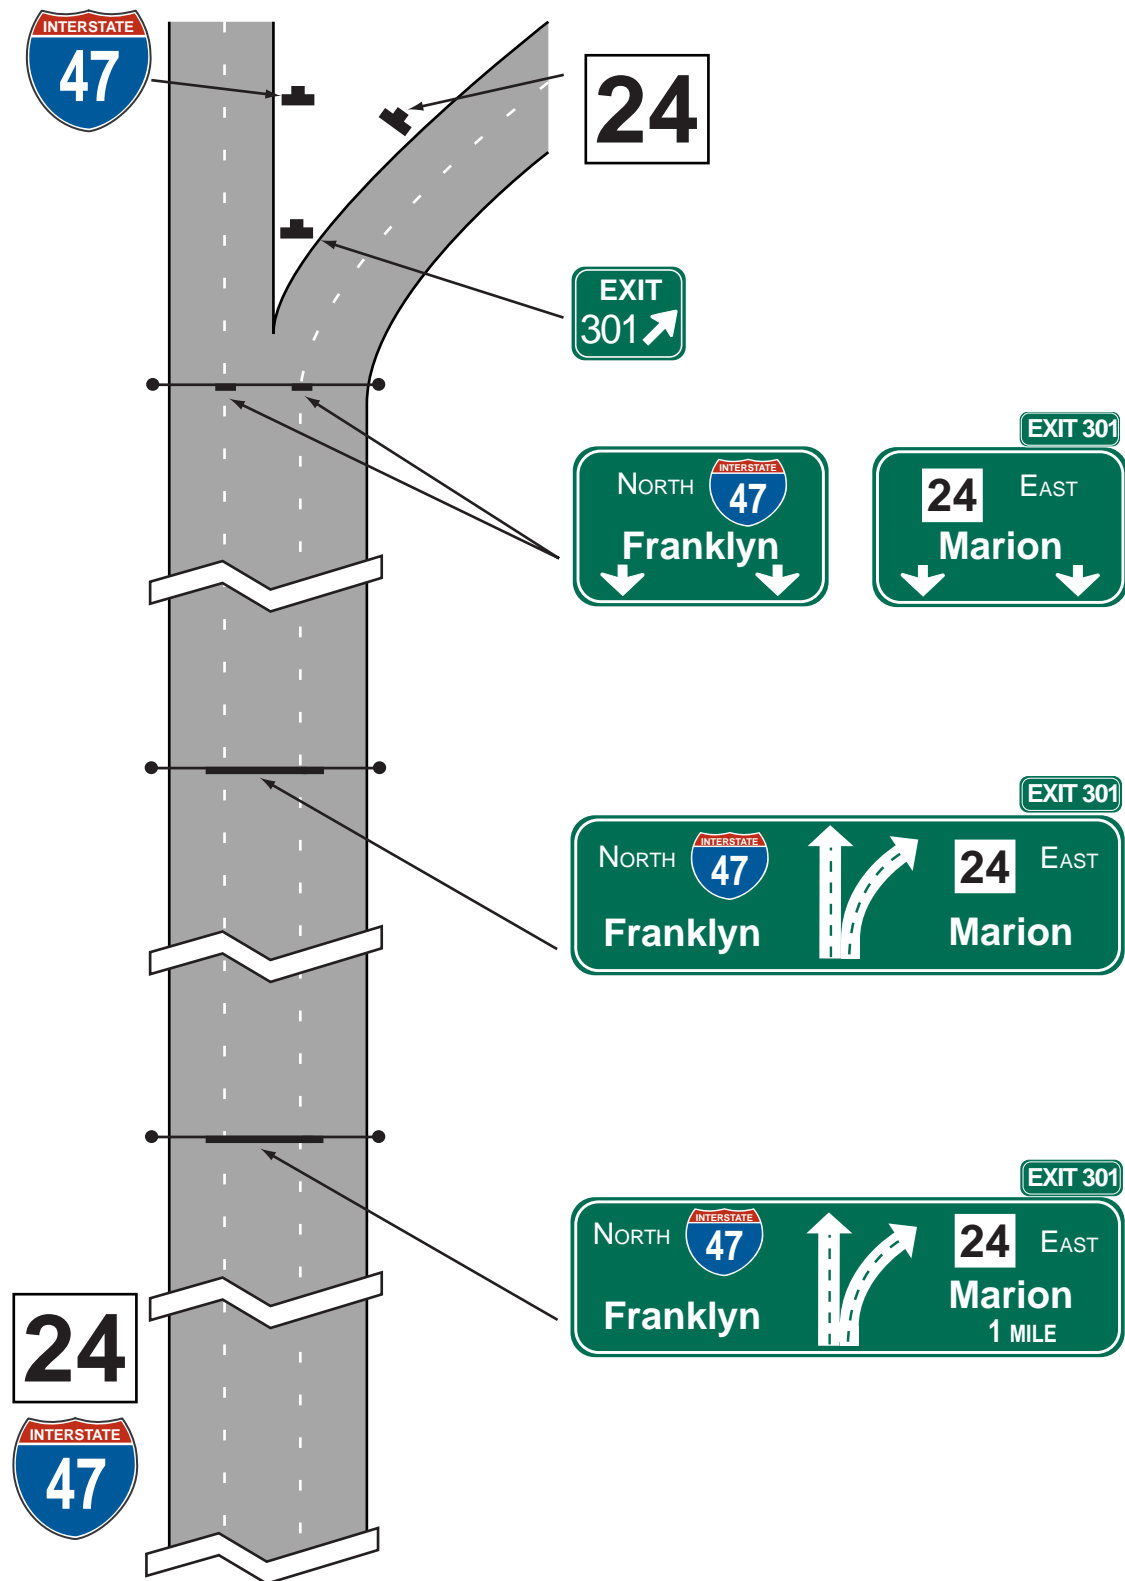 INTERSTATE
47
24
EXIT
301
EXIT 301
NORTH INTERSTATE 47
Franklyn
24 EAST
Marion
EXIT 301
NORTH INTERSTATE 47
Franklyn
24 EAST
Marion
EXIT 301
NORTH INTERSTATE 47
Franklyn
24 EAST
Marion
1 MILE
24
INTERSTATE
47